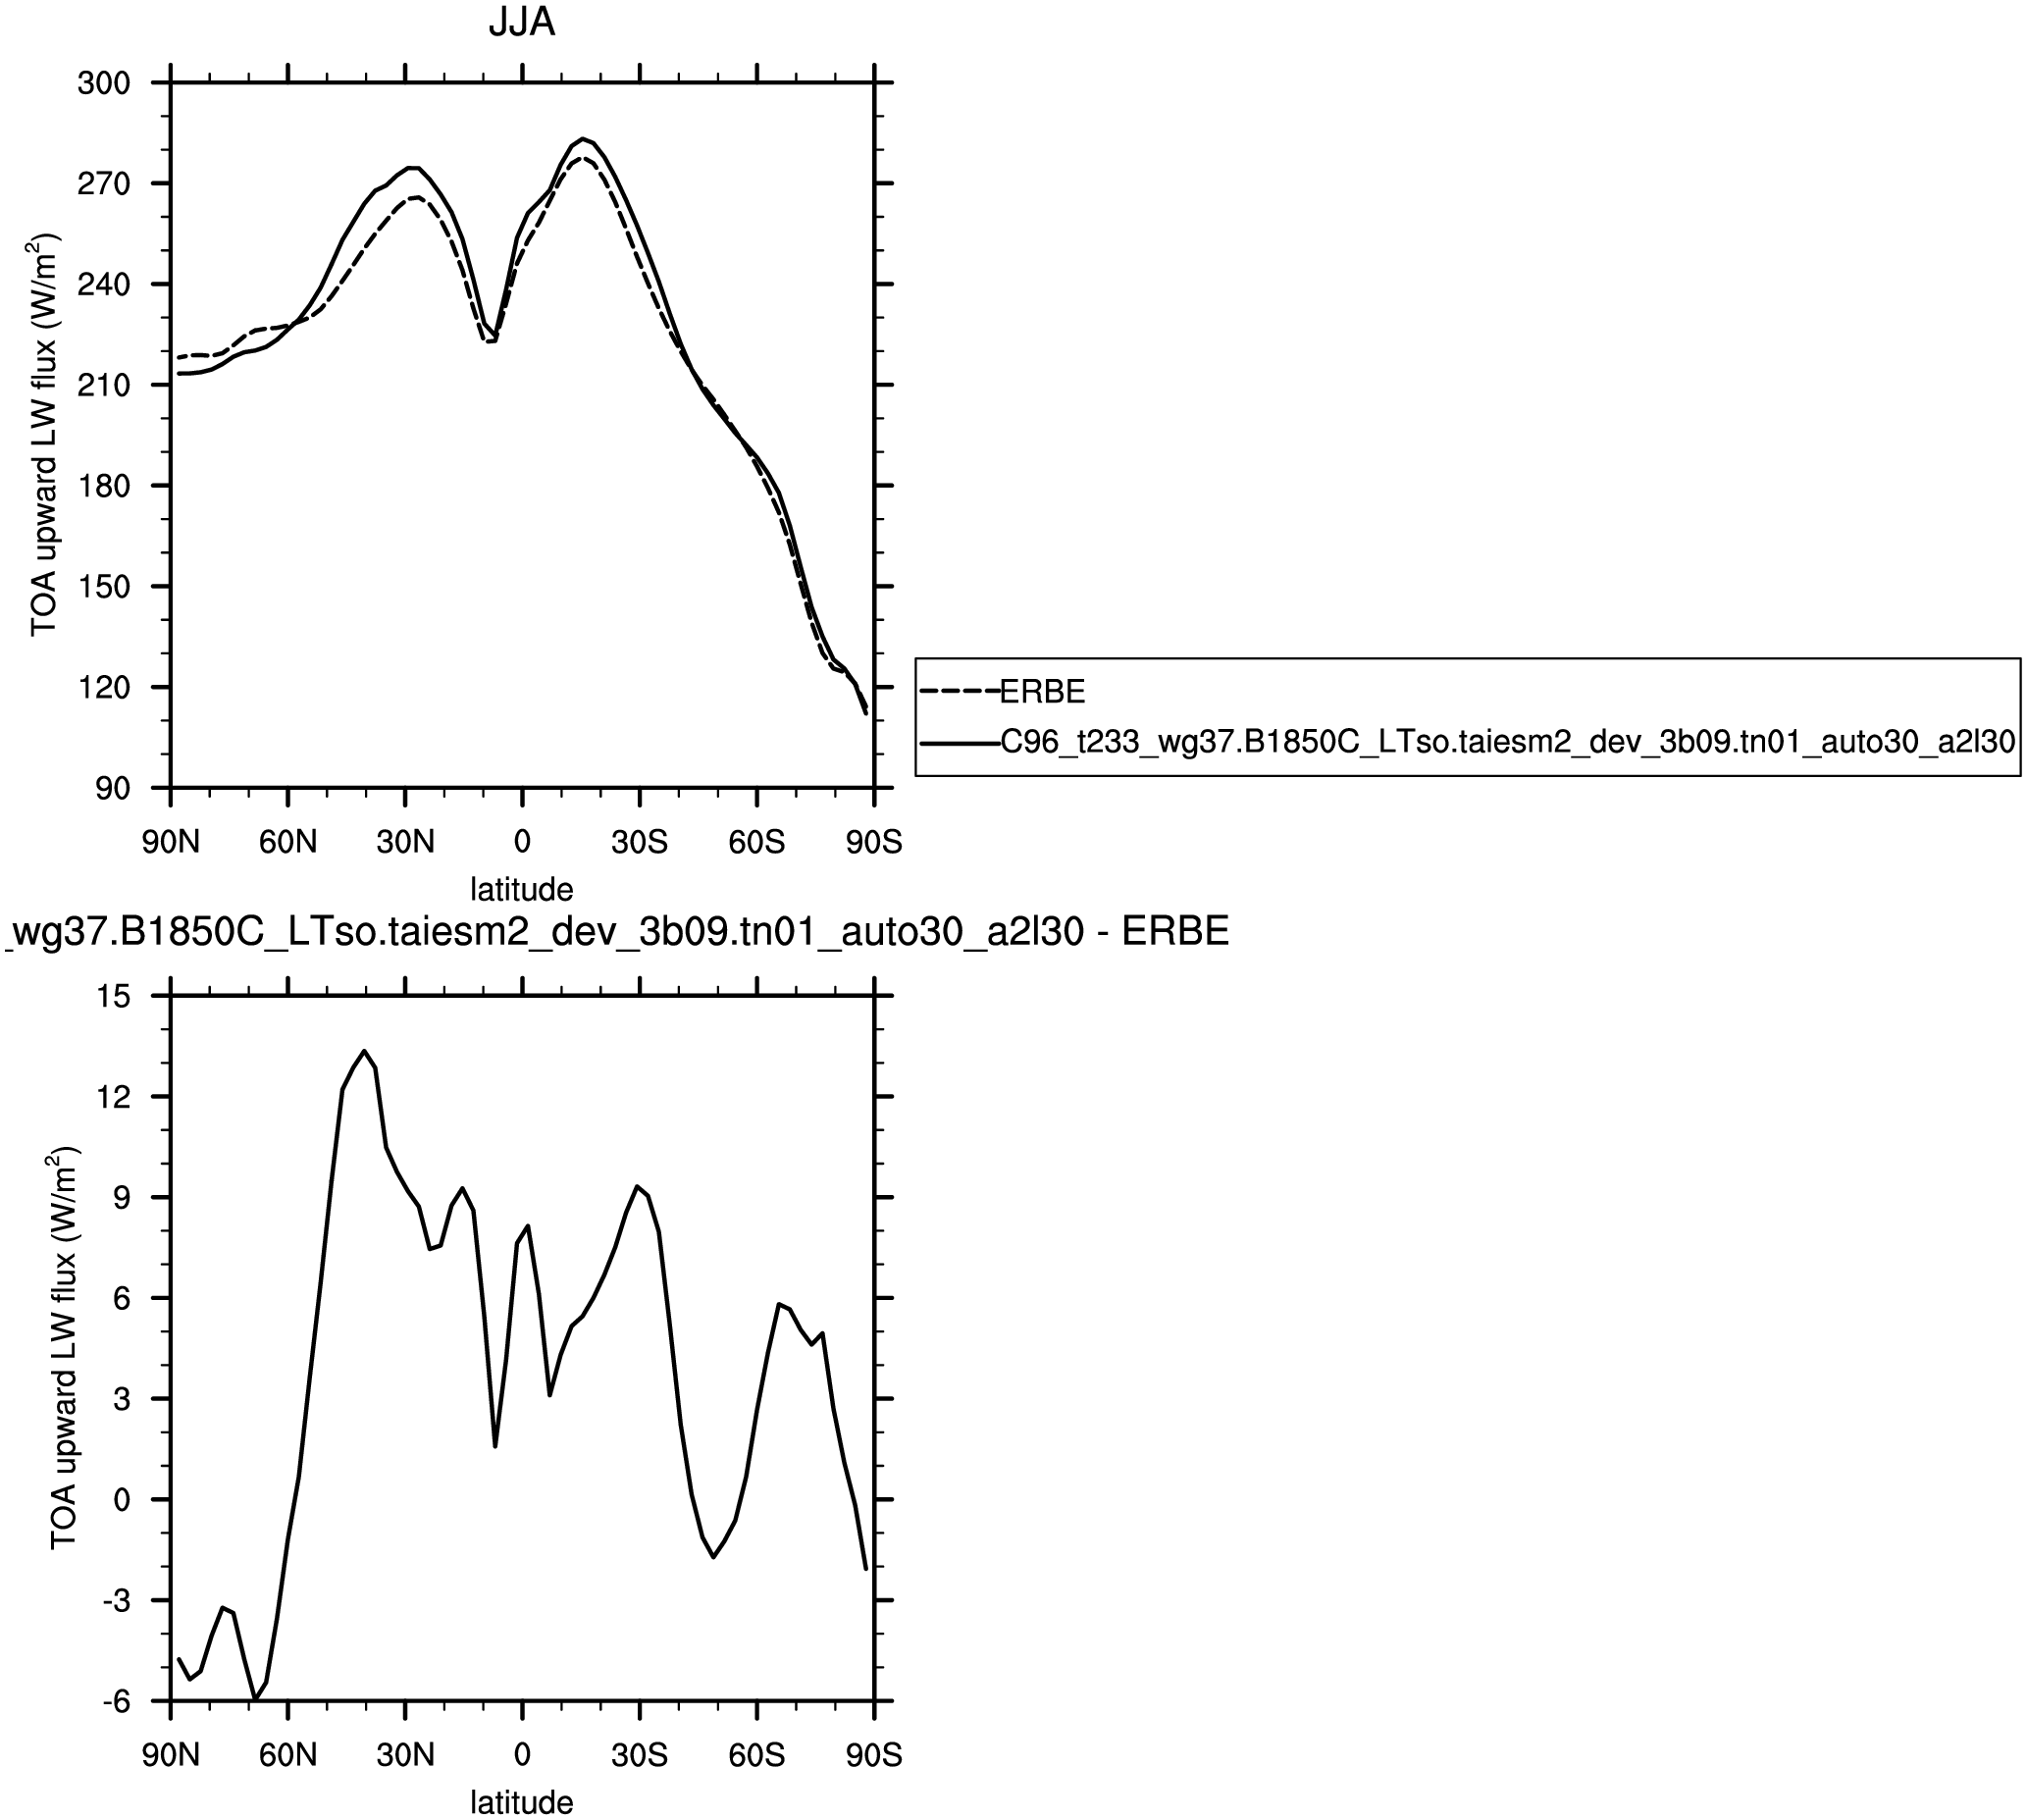 JJA
300
270
240
210
180
150
120
90
TOA upward LW flux (W/m²)
90N 60N 30N 0 30S 60S 90S
latitude
ERBE
C96_t233_wg37.B1850C_LTso.taiesm2_dev_3b09.tn01_auto30_a2l30
_wg37.B1850C_LTso.taiesm2_dev_3b09.tn01_auto30_a2l30 - ERBE
15
12
9
6
3
0
-3
-6
TOA upward LW flux (W/m²)
90N 60N 30N 0 30S 60S 90S
latitude